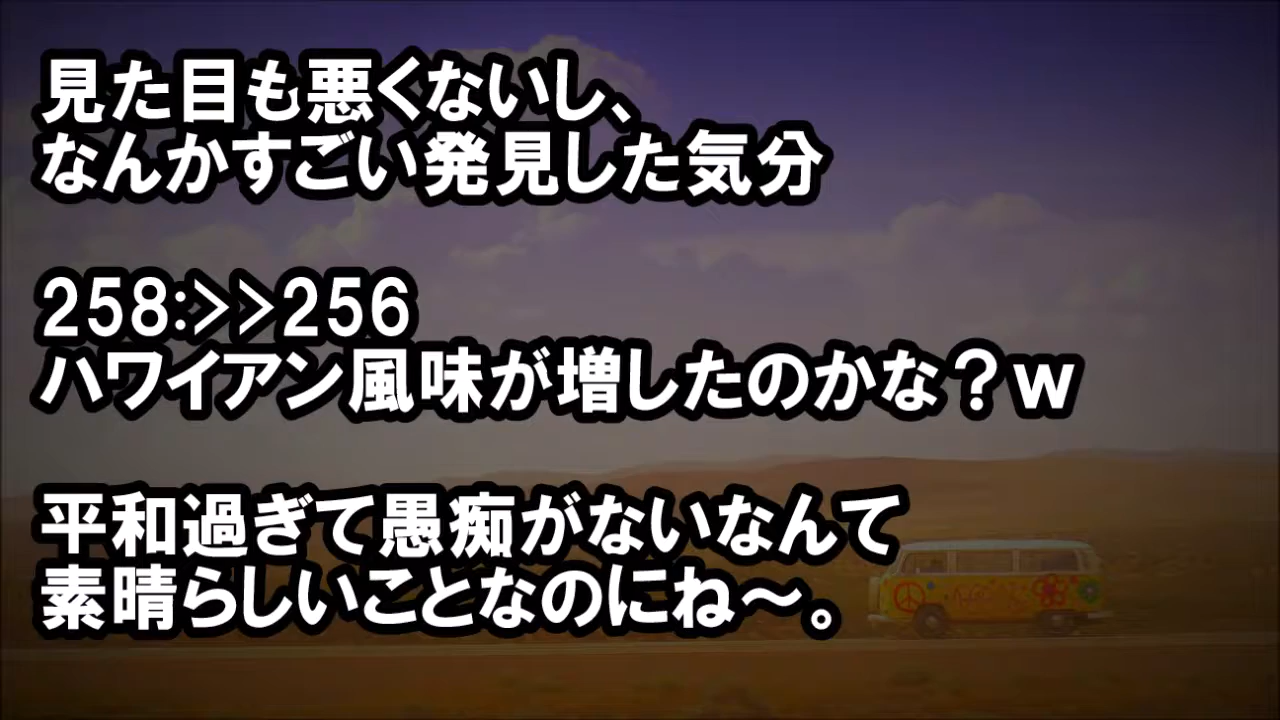 見た目も悪くないし、
なんかすごい発見した気分
258:>>256
ハワイアン風味が増したのかな？ｗ
平和過ぎて愚痴がないなんて
素晴らしいことなのにね～。